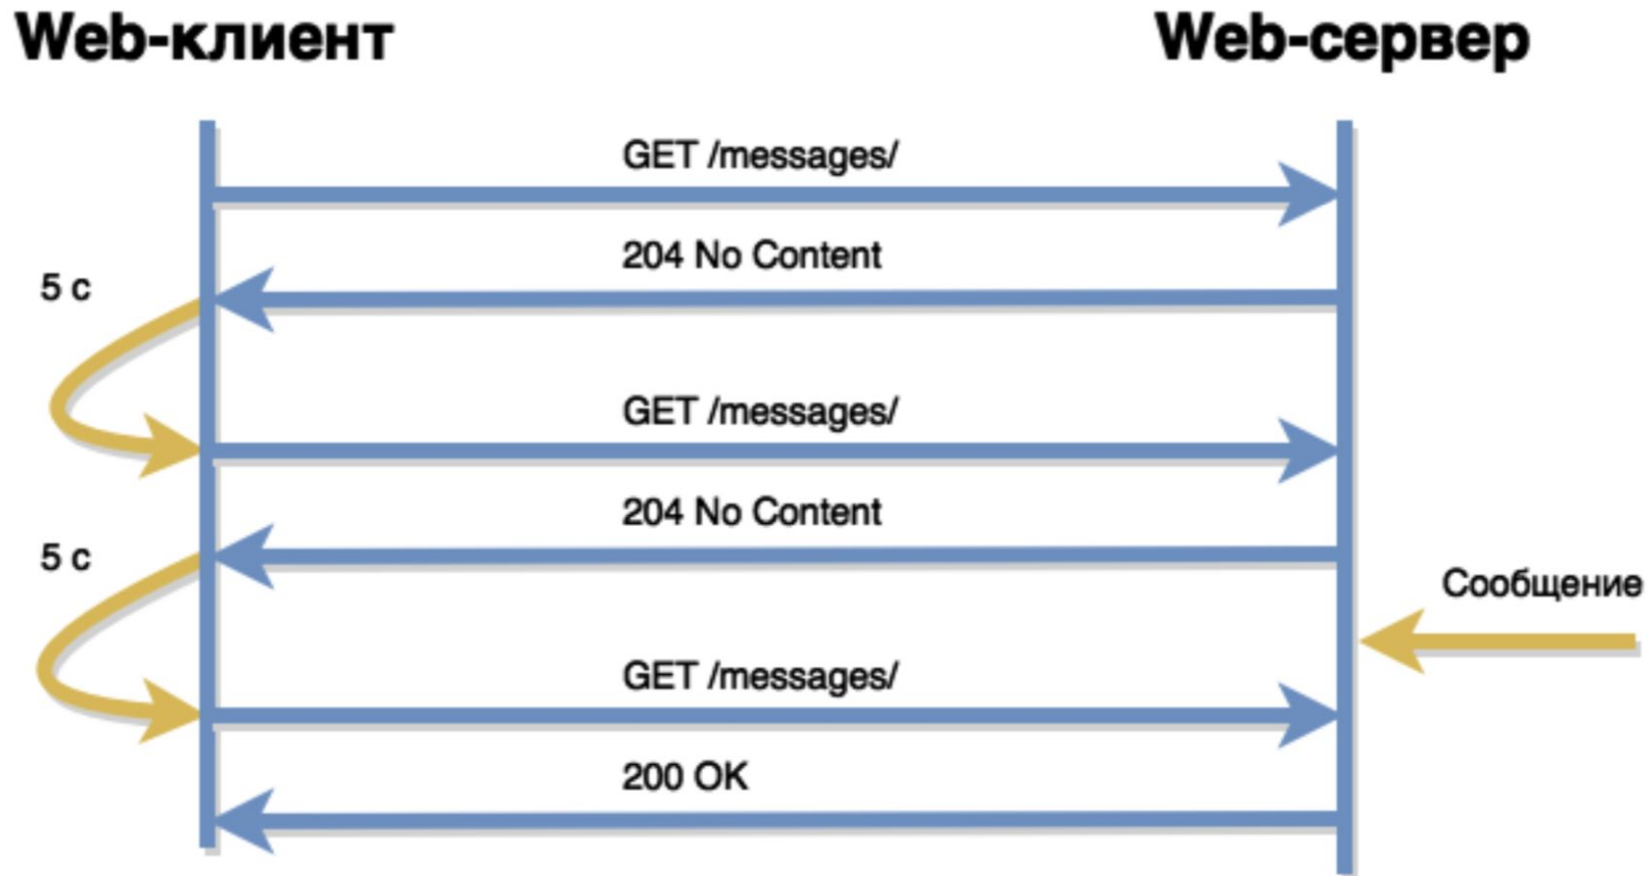 Web-клиент
Web-сервер
GET /messages/
204 No Content
5 с
GET /messages/
204 No Content
5 с
Сообщение
GET /messages/
200 OK